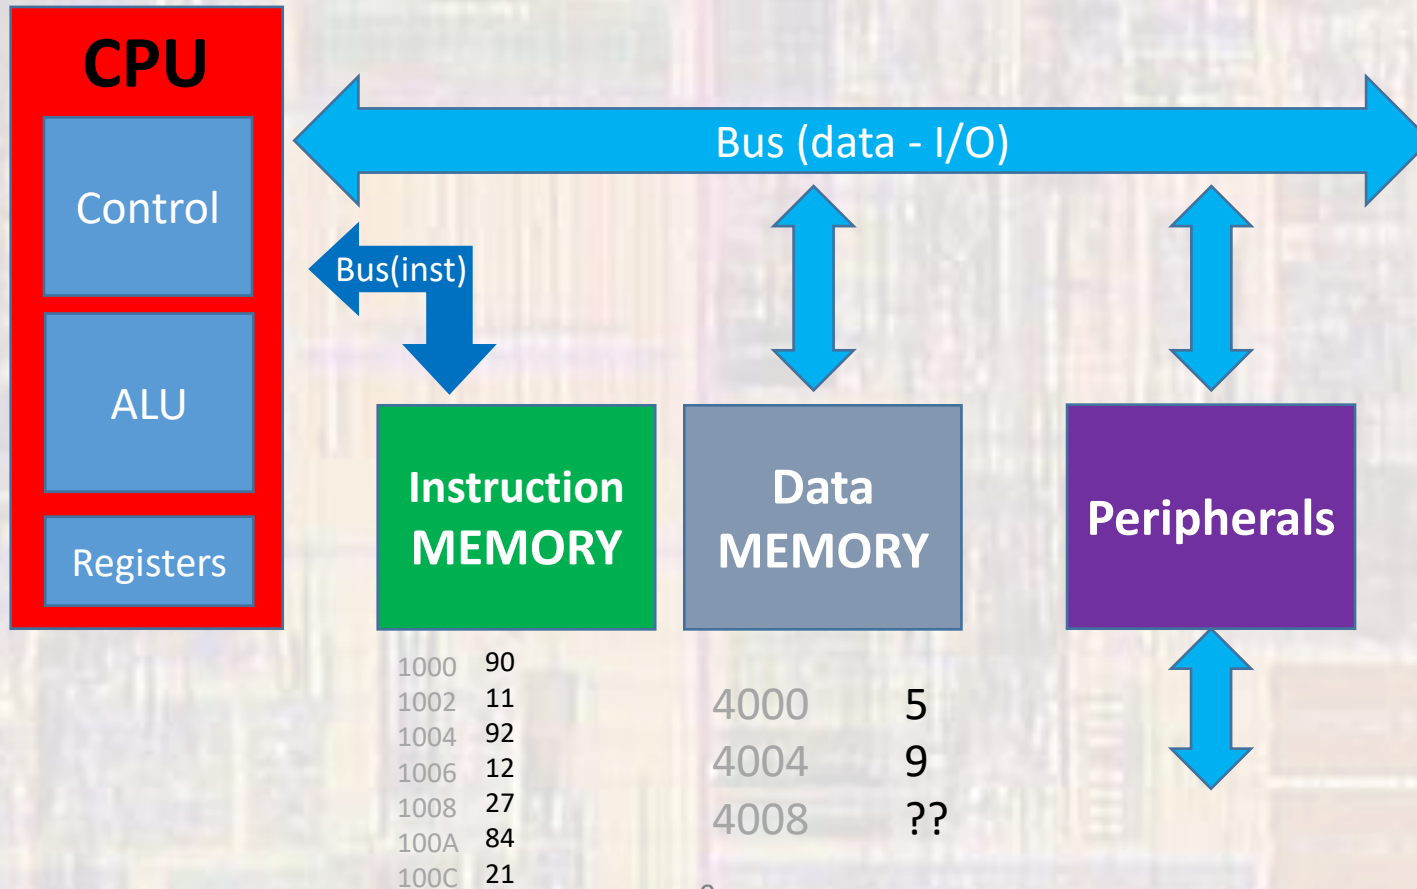 CPU
Control
ALU
Registers
Bus (data - I/O)
Bus(inst)
Instruction
MEMORY
Data
MEMORY
Peripherals
1000 90
1002 11
1004 92
1006 12
1008 27
100A 84
100C 21
4000 5
4004 9
4008 ??